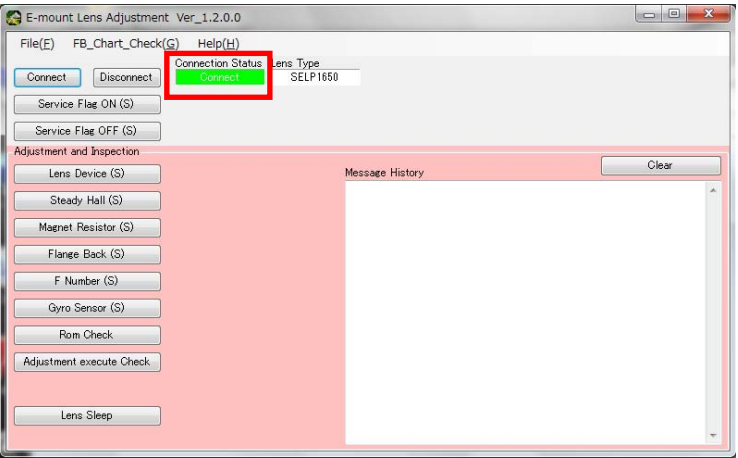 E-mount Lens Adjustment Ver_1.2.0.0
File(F) FB_Chart_Check(G) Help(H)
Connection Status Lens Type
Connect Disconnect Connect SELP1650
Service Flag ON (S)
Service Flag OFF (S)
Adjustment and Inspection
Clear
Lens Device (S) Message History
Steady Hall (S)
Magnet Resistor (S)
Flange Back (S)
F Number (S)
Gyro Sensor (S)
Rom Check
Adjustment execute Check
Lens Sleep